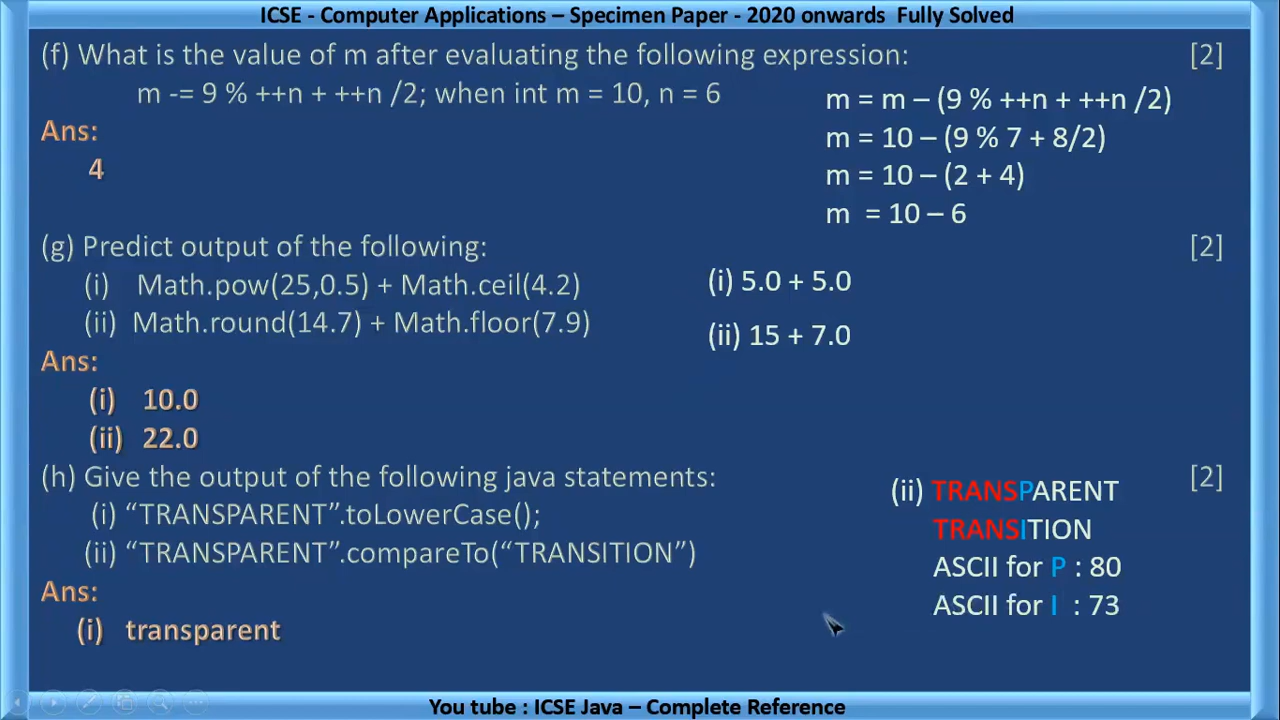 ICSE - Computer Applications – Specimen Paper - 2020 onwards Fully Solved
(f) What is the value of m after evaluating the following expression: [2]
m -= 9 % ++n + ++n /2; when int m = 10, n = 6
m = m – (9 % ++n + ++n /2)
Ans:
m = 10 – (9 % 7 + 8/2)
4
m = 10 – (2 + 4)
m = 10 – 6
(g) Predict output of the following: [2]
(i) Math.pow(25,0.5) + Math.ceil(4.2)
(i) 5.0 + 5.0
(ii) Math.round(14.7) + Math.floor(7.9)
(ii) 15 + 7.0
Ans:
(i) 10.0
(ii) 22.0
(h) Give the output of the following java statements: [2]
(ii) TRANSPARENT
(i) “TRANSPARENT”.toLowerCase();
TRANSITION
(ii) “TRANSPARENT”.compareTo(“TRANSITION”)
ASCII for P : 80
Ans:
ASCII for I : 73
(i) transparent
You tube : ICSE Java – Complete Reference